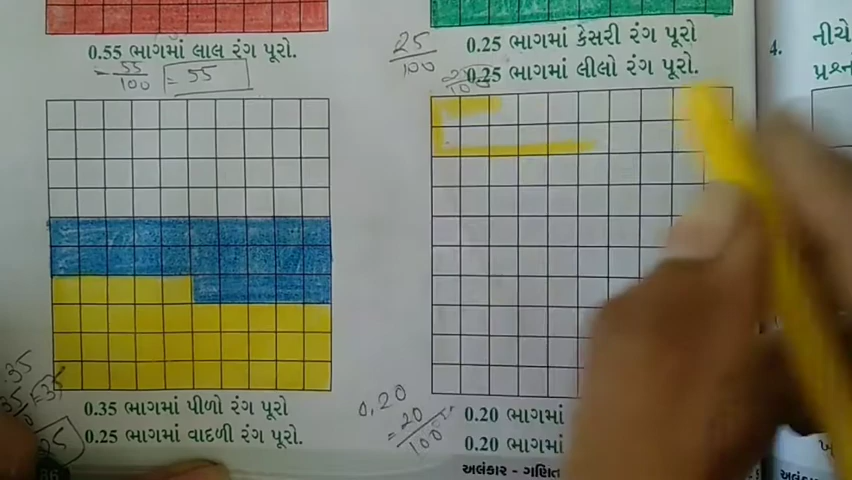 0.55 ભાગમાં લાલ રંગ પૂરો.
55
100
= 55
25
100
0.25 ભાગમાં કેસરી રંગ પૂરો
0.25 ભાગમાં લીલો રંગ પૂરો.
4.
નીચે
પ્રશ્ન
0.35 ભાગમાં પીળો રંગ પૂરો
0.25 ભાગમાં વાદળી રંગ પૂરો.
0,20
= 20
100
0.20 ભાગમાં
0.20 ભાગમાં
અલંકાર - ગણિત